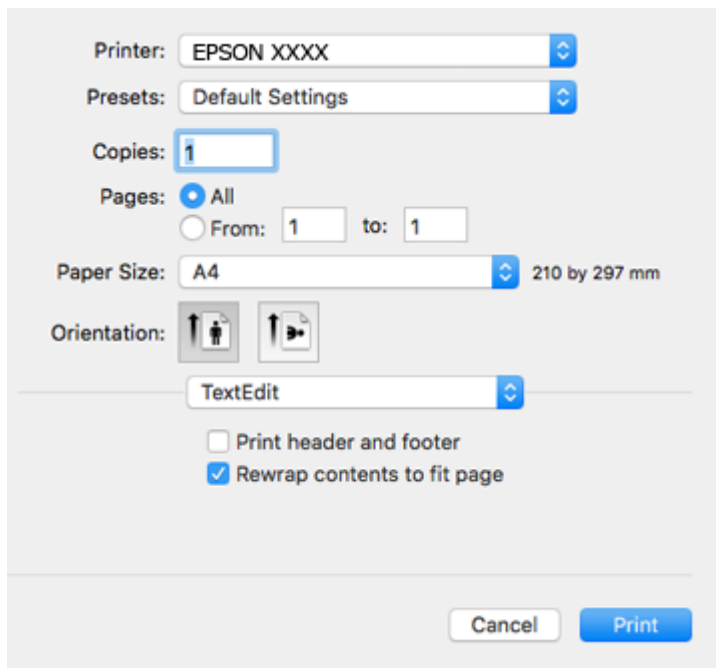 Printer: EPSON XXXX
Presets: Default Settings
Copies: 1
Pages: All
From: 1 to: 1
Paper Size: A4 210 by 297 mm
Orientation:
TextEdit
Print header and footer
Rewrap contents to fit page
Cancel Print